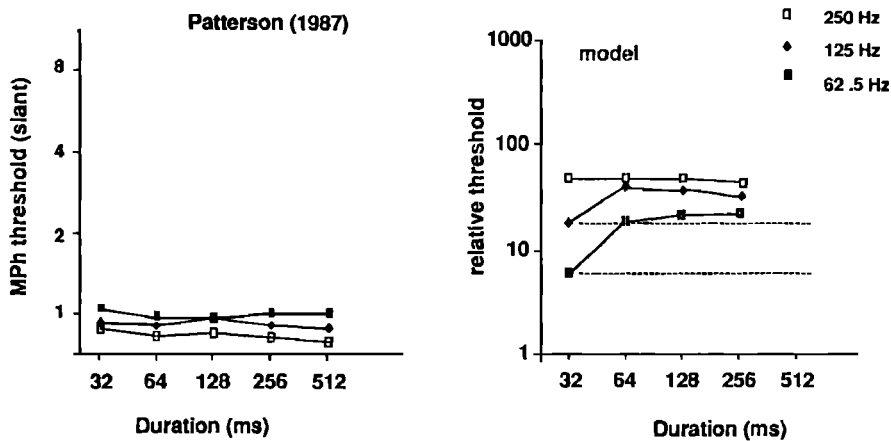 Patterson (1987)
MPh threshold (slant)
8
4
2
1
32 64 128 256 512
Duration (ms)
model
relative threshold
1000
100
10
1
32 64 128 256 512
Duration (ms)
250 Hz
125 Hz
62 .5 Hz